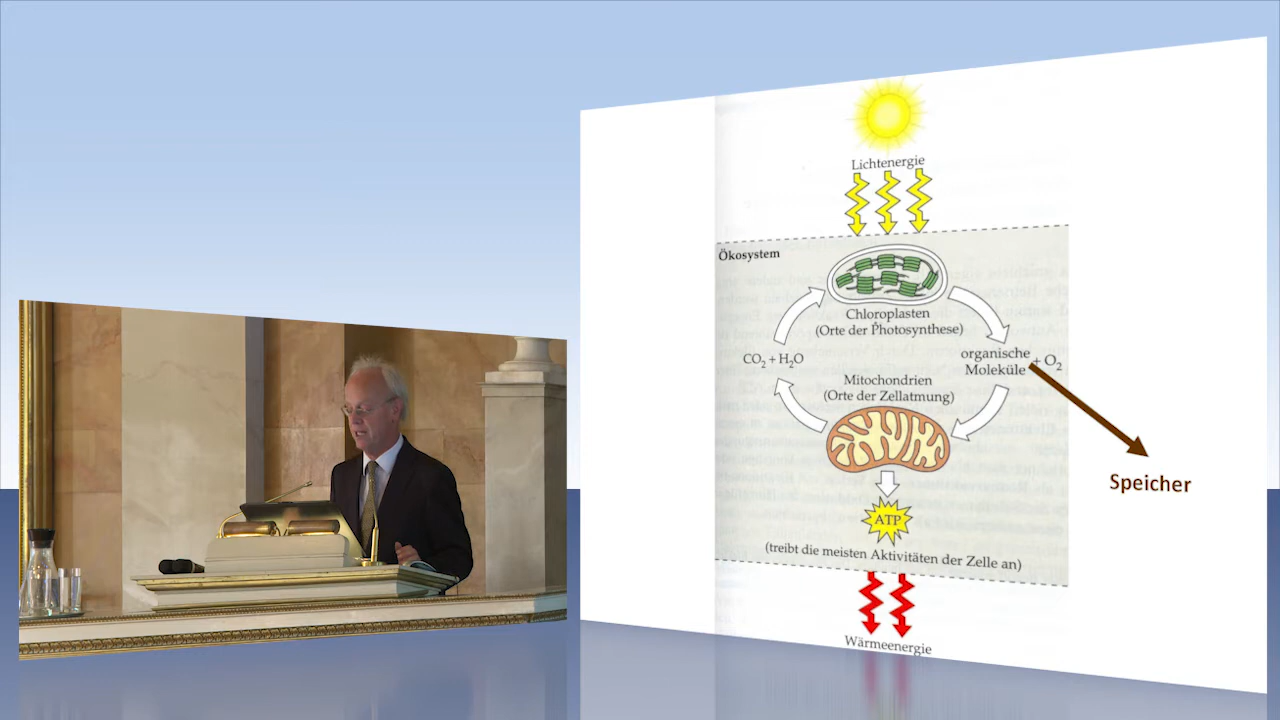 Lichtenergie
Ökosystem
Chloroplasten
(Orte der Photosynthese)
CO₂ + H₂O
organische
Moleküle
+ O₂
Mitochondrien
(Orte der Zellatmung)
Speicher
ATP
(treibt die meisten Aktivitäten der Zelle an)
Wärmeenergie